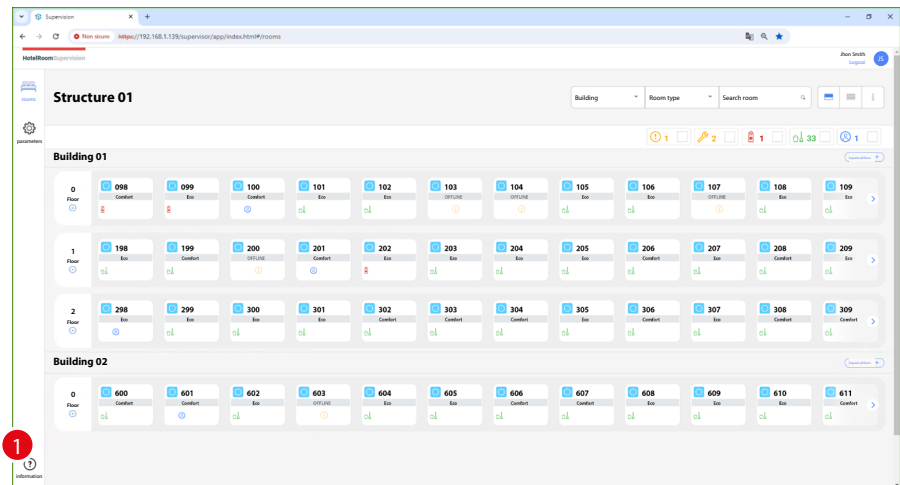 Supervision
Non sicuro https://192.168.1.139/supervisor/app/index.html#/rooms
HotelRoomSupervision
Jhon Smith
Logout
JS
rooms
Structure 01
Building Room type Search room
parameters
1 2 1 33 1
Building 01
0 098 099 100 101 102 103 104 105 106 107 108 109
Floor Comfort Eco Comfort Eco Eco OFFLINE OFFLINE Eco Eco OFFLINE Eco Eco
1 198 199 200 201 202 203 204 205 206 207 208 209
Floor Eco Comfort OFFLINE Comfort Eco Eco Eco Eco Comfort Eco Comfort Eco
2 298 299 300 301 302 303 304 305 306 307 308 309
Floor Eco Eco Eco Eco Comfort Comfort Comfort Eco Comfort Eco Comfort Comfort
Building 02
0 600 601 602 603 604 605 606 607 608 609 610 611
Floor Comfort Comfort Eco OFFLINE Eco Eco Comfort Comfort Eco Eco Eco Comfort
1
information